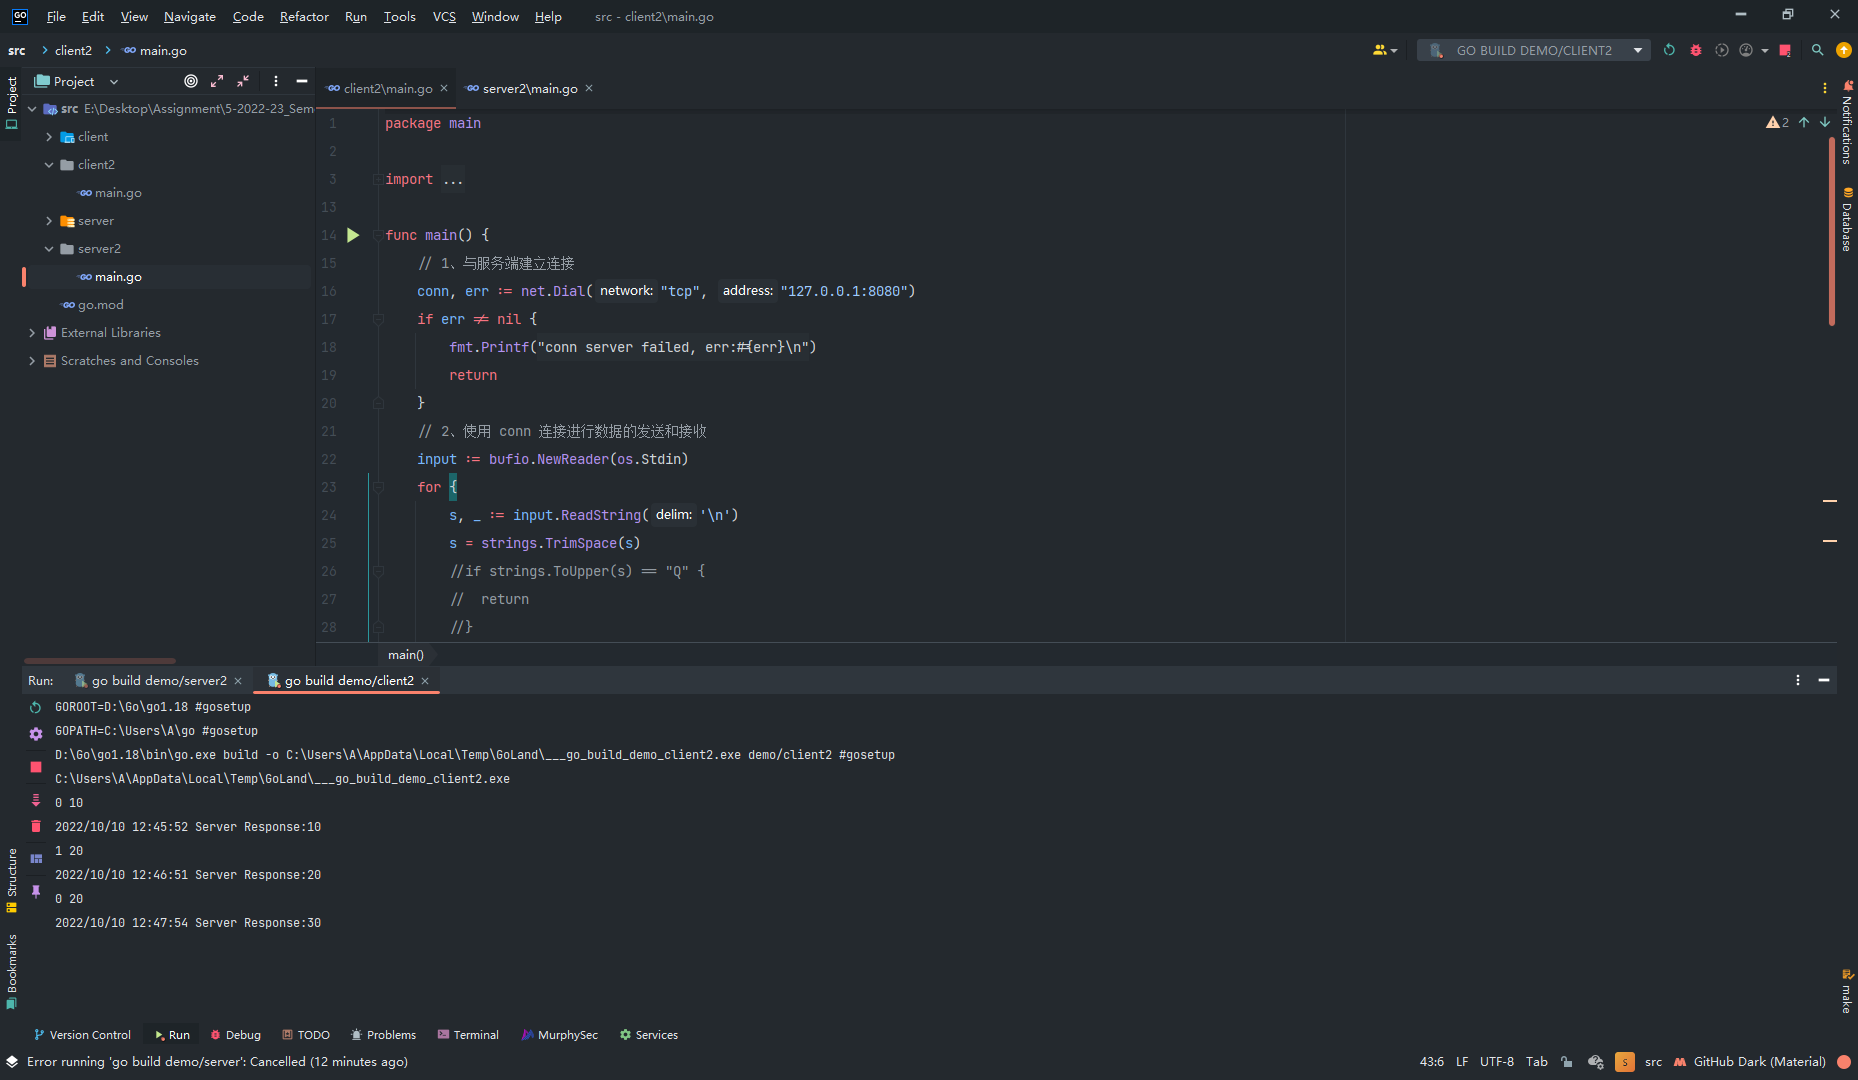 GO File Edit View Navigate Code Refactor Run Tools VCS Window Help src - client2\main.go
src client2 main.go GO BUILD DEMO/CLIENT2
Project
Project
client2\main.go
server2\main.go
src E:\Desktop\Assignment\5-2022-23_Sem
client
client2
main.go
server
server2
main.go
go.mod
External Libraries
Scratches and Consoles
1 package main
2
3 import ...
13
14 func main() {
15 // 1、与服务端建立连接
16 conn, err := net.Dial( network: "tcp", address: "127.0.0.1:8080")
17 if err ≠ nil {
18 fmt.Printf("conn server failed, err:#{err}\n")
19 return
20 }
21 // 2、使用 conn 连接进行数据的发送和接收
22 input := bufio.NewReader(os.Stdin)
23 for {
24 s, _ := input.ReadString( delim: '\n')
25 s = strings.TrimSpace(s)
26 //if strings.ToUpper(s) == "Q" {
27 // return
28 //}
2
Notifications
Database
make
main()
Run: go build demo/server2 go build demo/client2
GOROOT=D:\Go\go1.18 #gosetup
GOPATH=C:\Users\A\go #gosetup
D:\Go\go1.18\bin\go.exe build -o C:\Users\A\AppData\Local\Temp\GoLand\___go_build_demo_client2.exe demo/client2 #gosetup
C:\Users\A\AppData\Local\Temp\GoLand\___go_build_demo_client2.exe
0 10
2022/10/10 12:45:52 Server Response:10
1 20
2022/10/10 12:46:51 Server Response:20
0 20
2022/10/10 12:47:54 Server Response:30
Structure
Bookmarks
Version Control Run Debug TODO Problems Terminal MurphySec Services
Error running 'go build demo/server': Cancelled (12 minutes ago) 43:6 LF UTF-8 Tab S src GitHub Dark (Material)